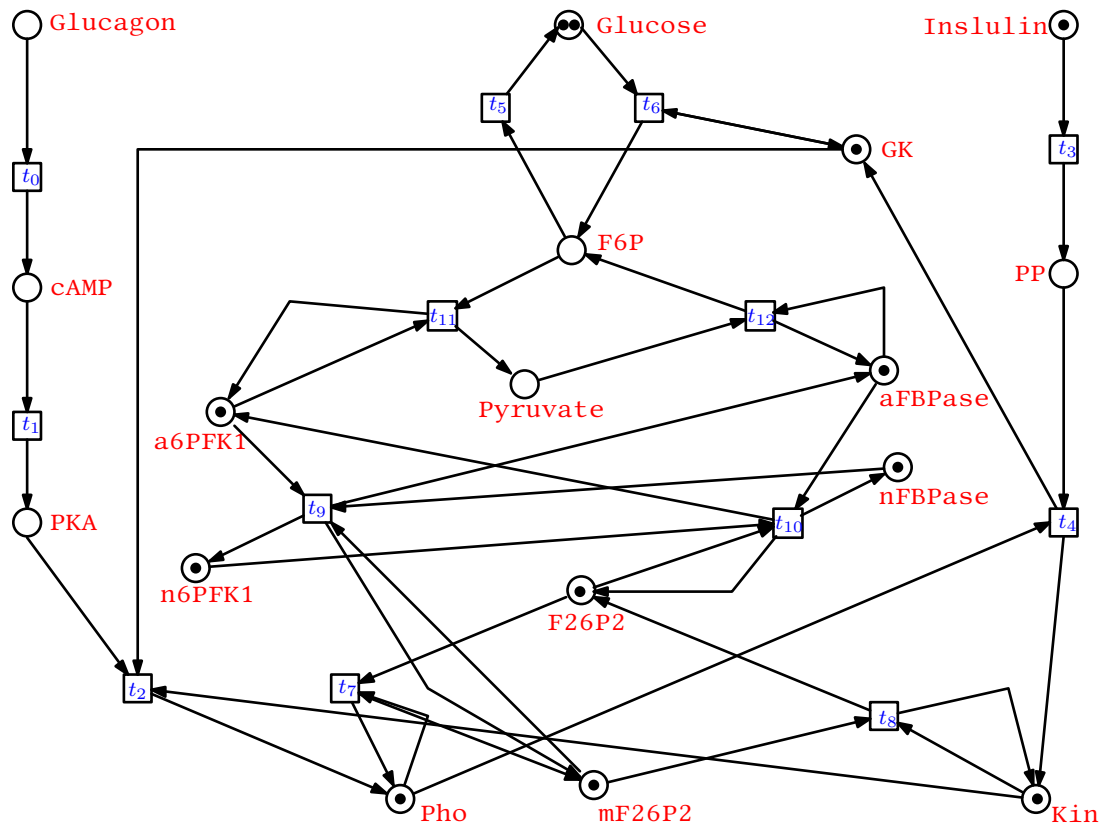 Glucagon
Glucose
Inslulin
t5
t6
GK
t3
t0
F6P
cAMP
PP
t11
t12
Pyruvate
aFBPase
t1
a6PFK1
nFBPase
t9
PKA
t10
t4
n6PFK1
F26P2
t2
t7
t8
Pho
mF26P2
Kin